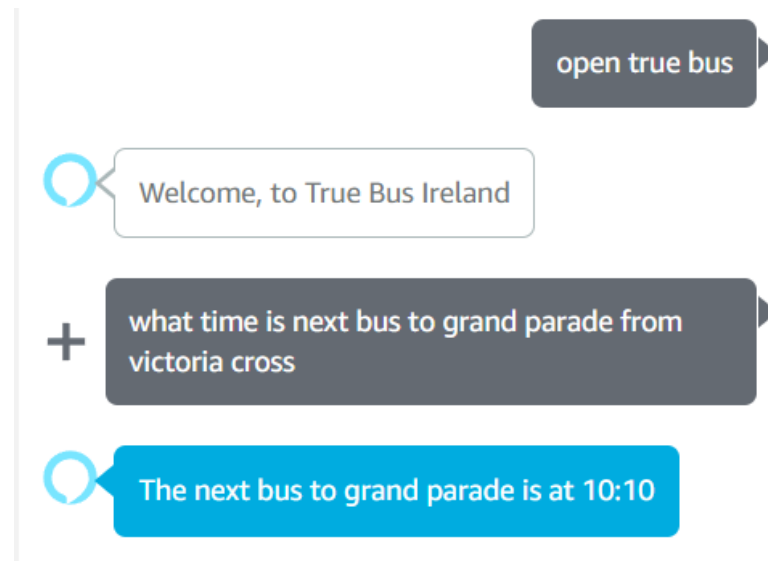 open true bus
Welcome, to True Bus Ireland
what time is next bus to grand parade from
victoria cross
The next bus to grand parade is at 10:10